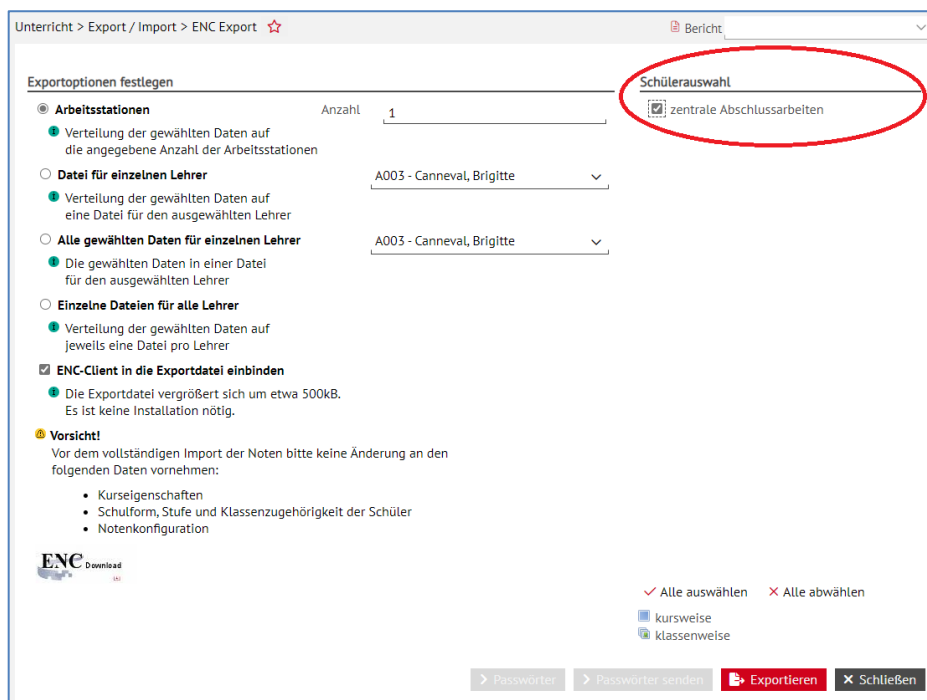 Unterricht > Export / Import > ENC Export
Bericht
Exportoptionen festlegen
Schülerauswahl
Arbeitsstationen Anzahl 1
zentrale Abschlussarbeiten
Verteilung der gewählten Daten auf
die angegebene Anzahl der Arbeitsstationen
Datei für einzelnen Lehrer A003 - Canneval, Brigitte
Verteilung der gewählten Daten auf
eine Datei für den ausgewählten Lehrer
Alle gewählten Daten für einzelnen Lehrer A003 - Canneval, Brigitte
Die gewählten Daten in einer Datei
für den ausgewählten Lehrer
Einzelne Dateien für alle Lehrer
Verteilung der gewählten Daten auf
jeweils eine Datei pro Lehrer
ENC-Client in die Exportdatei einbinden
Die Exportdatei vergrößert sich um etwa 500kB.
Es ist keine Installation nötig.
Vorsicht!
Vor dem vollständigen Import der Noten bitte keine Änderung an den
folgenden Daten vornehmen:
• Kurseigenschaften
• Schulform, Stufe und Klassenzugehörigkeit der Schüler
• Notenkonfiguration
ENC Download
Alle auswählen Alle abwählen
kursweise
klassenweise
Passwörter Passwörter senden Exportieren Schließen